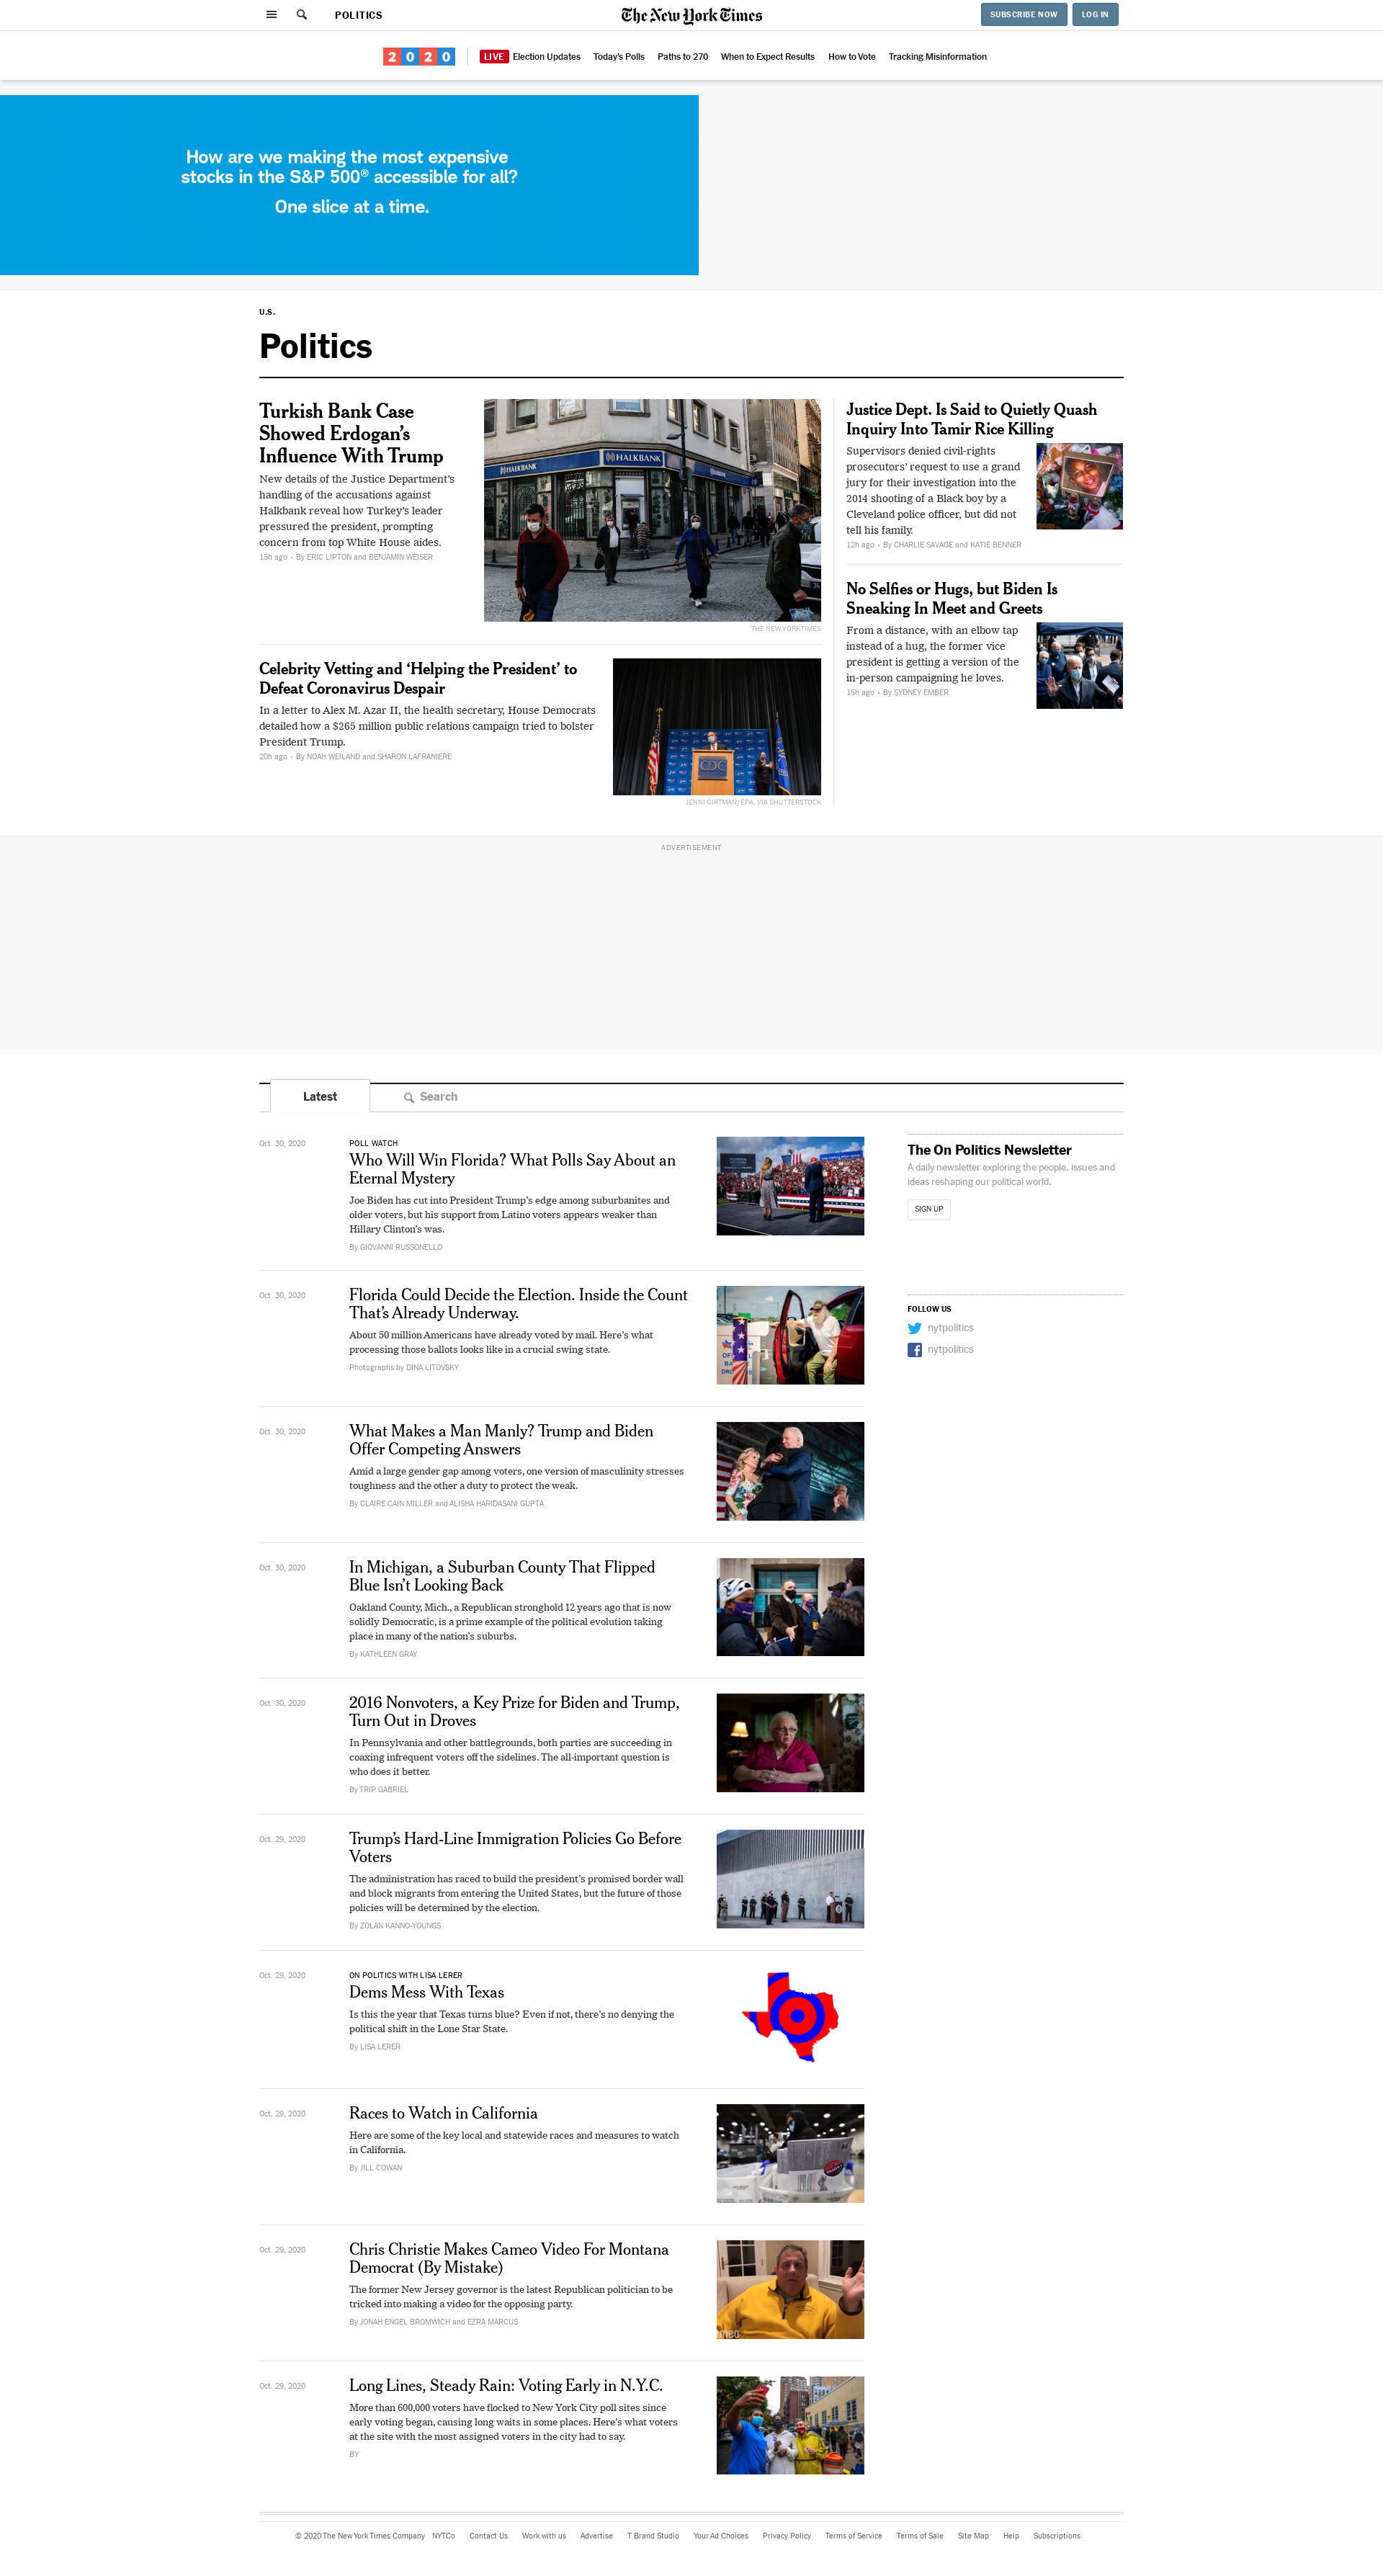 POLITICS
The New York Times
SUBSCRIBE NOW
LOG IN
2020
LIVE Election Updates
Today's Polls
Paths to 270
When to Expect Results
How to Vote
Tracking Misinformation
How are we making the most expensive
stocks in the S&P 500® accessible for all?
One slice at a time.
U.S.
Politics
Turkish Bank Case
Showed Erdogan’s
Influence With Trump
New details of the Justice Department’s
handling of the accusations against
Halkbank reveal how Turkey’s leader
pressured the president, prompting
concern from top White House aides.
15h ago • By ERIC LIPTON and BENJAMIN WEISER
HALKBANK
HALKBANK
THE NEW YORK TIMES
Celebrity Vetting and ‘Helping the President’ to
Defeat Coronavirus Despair
In a letter to Alex M. Azar II, the health secretary, House Democrats
detailed how a $265 million public relations campaign tried to bolster
President Trump.
20h ago • By NOAH WEILAND and SHARON LAFRANIERE
CDC
JENNI GIRTMAN/EPA, VIA SHUTTERSTOCK
Justice Dept. Is Said to Quietly Quash
Inquiry Into Tamir Rice Killing
Supervisors denied civil-rights
prosecutors’ request to use a grand
jury for their investigation into the
2014 shooting of a Black boy by a
Cleveland police officer, but did not
tell his family.
12h ago • By CHARLIE SAVAGE and KATIE BENNER
No Selfies or Hugs, but Biden Is
Sneaking In Meet and Greets
From a distance, with an elbow tap
instead of a hug, the former vice
president is getting a version of the
in-person campaigning he loves.
15h ago • By SYDNEY EMBER
ADVERTISEMENT
Latest
Search
Oct. 30, 2020
POLL WATCH
Who Will Win Florida? What Polls Say About an
Eternal Mystery
Joe Biden has cut into President Trump’s edge among suburbanites and
older voters, but his support from Latino voters appears weaker than
Hillary Clinton’s was.
By GIOVANNI RUSSONELLO
Oct. 30, 2020
Florida Could Decide the Election. Inside the Count
That’s Already Underway.
About 50 million Americans have already voted by mail. Here’s what
processing those ballots looks like in a crucial swing state.
Photographs by DINA LITOVSKY
Oct. 30, 2020
What Makes a Man Manly? Trump and Biden
Offer Competing Answers
Amid a large gender gap among voters, one version of masculinity stresses
toughness and the other a duty to protect the weak.
By CLAIRE CAIN MILLER and ALISHA HARIDASANI GUPTA
Oct. 30, 2020
In Michigan, a Suburban County That Flipped
Blue Isn’t Looking Back
Oakland County, Mich., a Republican stronghold 12 years ago that is now
solidly Democratic, is a prime example of the political evolution taking
place in many of the nation’s suburbs.
By KATHLEEN GRAY
Oct. 30, 2020
2016 Nonvoters, a Key Prize for Biden and Trump,
Turn Out in Droves
In Pennsylvania and other battlegrounds, both parties are succeeding in
coaxing infrequent voters off the sidelines. The all-important question is
who does it better.
By TRIP GABRIEL
Oct. 29, 2020
Trump’s Hard-Line Immigration Policies Go Before
Voters
The administration has raced to build the president’s promised border wall
and block migrants from entering the United States, but the future of those
policies will be determined by the election.
By ZOLAN KANNO-YOUNGS
Oct. 29, 2020
ON POLITICS WITH LISA LERER
Dems Mess With Texas
Is this the year that Texas turns blue? Even if not, there’s no denying the
political shift in the Lone Star State.
By LISA LERER
Oct. 29, 2020
Races to Watch in California
Here are some of the key local and statewide races and measures to watch
in California.
By JILL COWAN
Oct. 29, 2020
Chris Christie Makes Cameo Video For Montana
Democrat (By Mistake)
The former New Jersey governor is the latest Republican politician to be
tricked into making a video for the opposing party.
By JONAH ENGEL BROMWICH and EZRA MARCUS
Oct. 29, 2020
Long Lines, Steady Rain: Voting Early in N.Y.C.
More than 600,000 voters have flocked to New York City poll sites since
early voting began, causing long waits in some places. Here’s what voters
at the site with the most assigned voters in the city had to say.
BY
The On Politics Newsletter
A daily newsletter exploring the people, issues and
ideas reshaping our political world.
SIGN UP
FOLLOW US
nytpolitics
nytpolitics
© 2020 The New York Times Company
NYTCo
Contact Us
Work with us
Advertise
T Brand Studio
Your Ad Choices
Privacy Policy
Terms of Service
Terms of Sale
Site Map
Help
Subscriptions